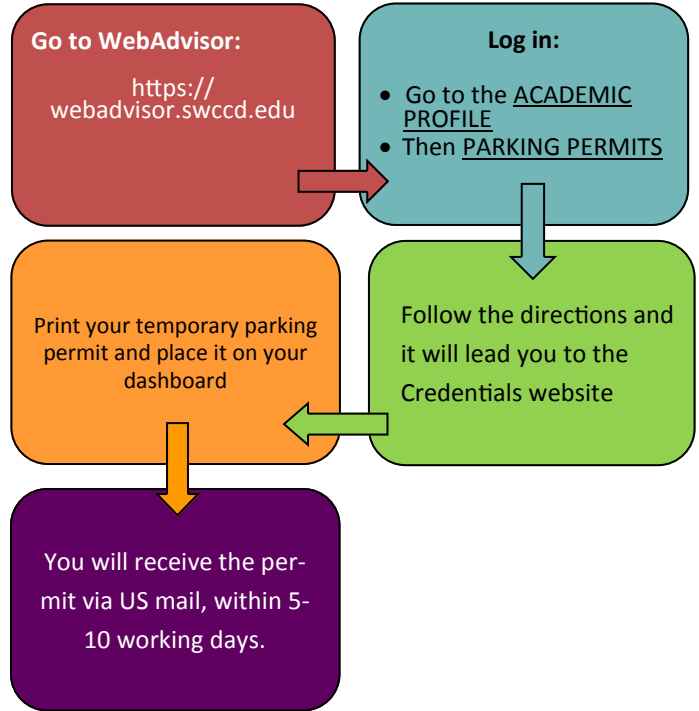 Go to WebAdvisor:
https://
webadvisor.swccd.edu
Log in:
• Go to the ACADEMIC
PROFILE
• Then PARKING PERMITS
Follow the directions and
it will lead you to the
Credentials website
Print your temporary parking
permit and place it on your
dashboard
You will receive the per-
mit via US mail, within 5-
10 working days.